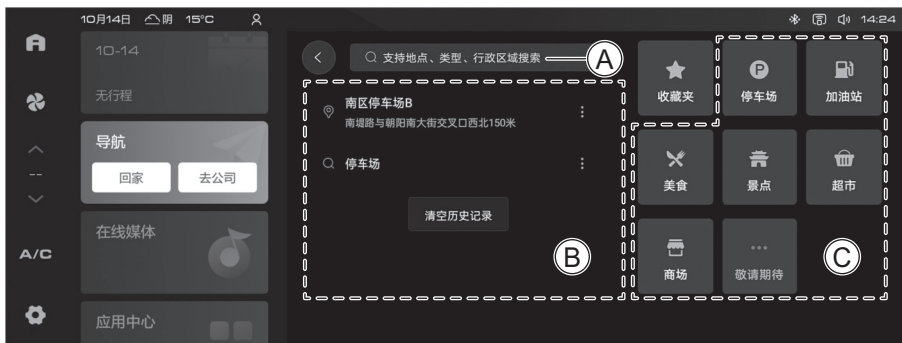 10月14日 阴 15°C
14:24
10-14
无行程
导航
回家 去公司
在线媒体
应用中心
A/C
--
支持地点、类型、行政区域搜索
A
南区停车场B
南堤路与朝阳南大街交叉口西北150米
停车场
清空历史记录
B
收藏夹 停车场 加油站
美食 景点 超市
商场 敬请期待
C